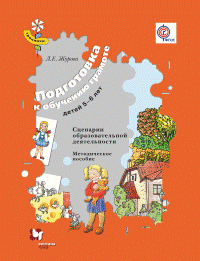 Л.Е. Журова
Подготовка
к обучению грамоте
детей 5–6 лет
Сценарии
образовательной
деятельности
Методическое
пособие